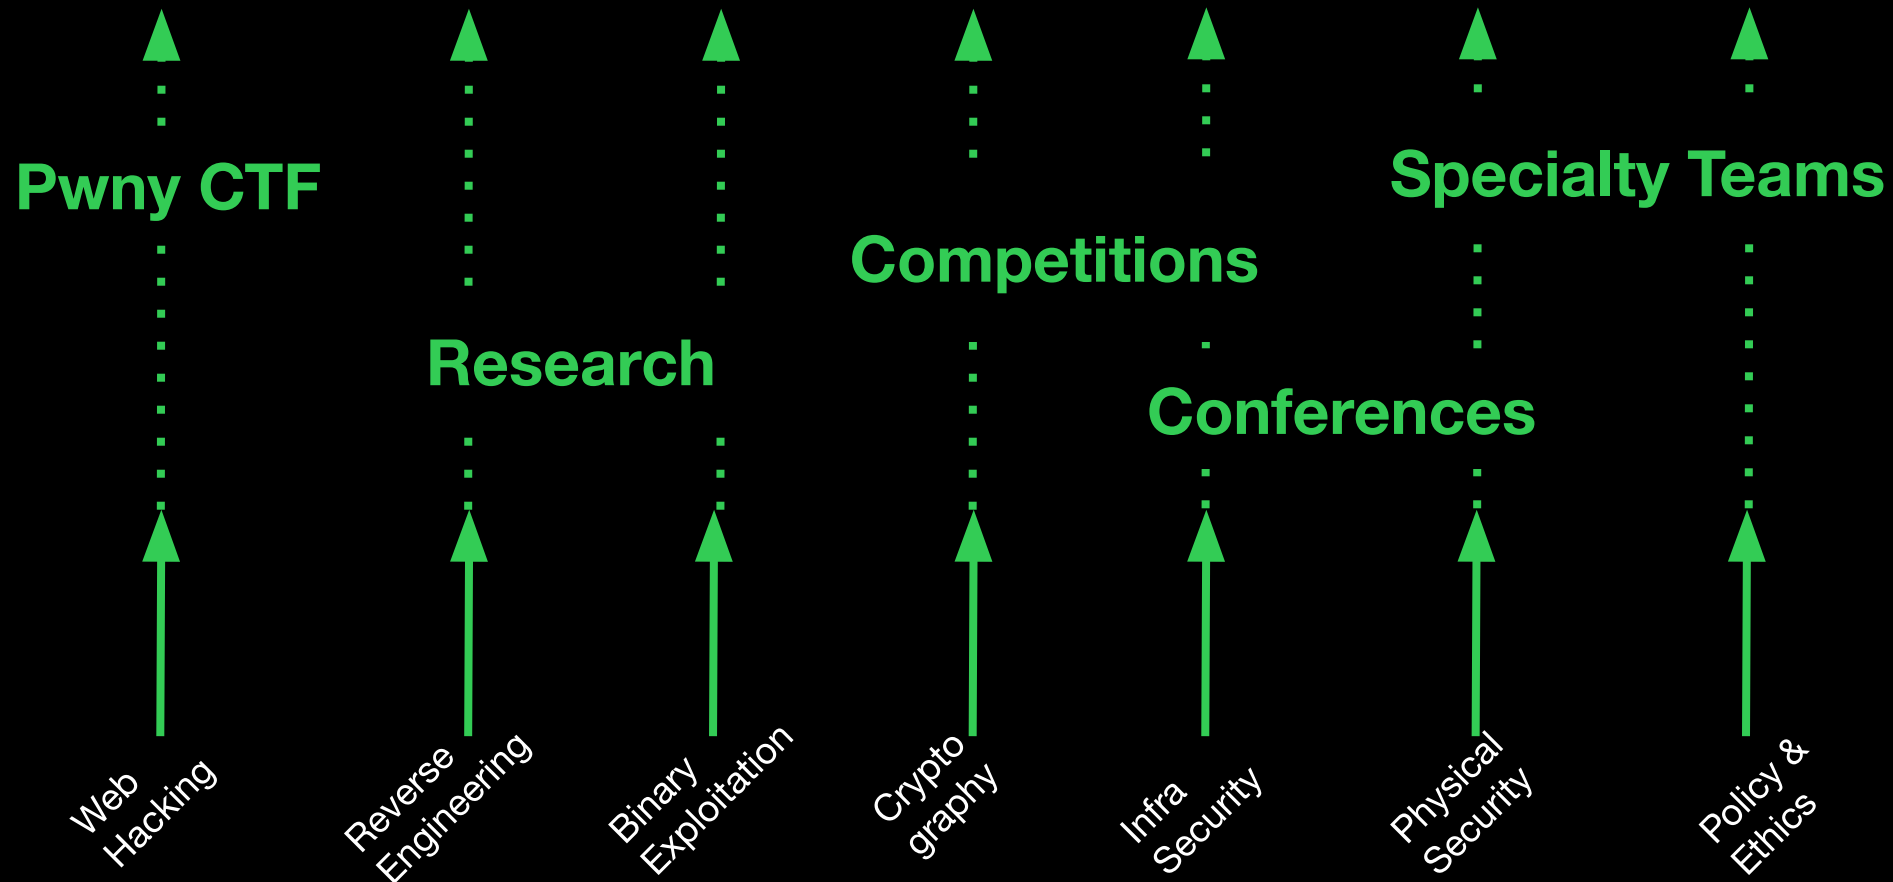 Pwny CTF
Specialty Teams
Competitions
Research
Conferences
Web
Hacking
Reverse
Engineering
Binary
Exploitation
Crypto
graphy
Infra
Security
Physical
Security
Policy &
Ethics